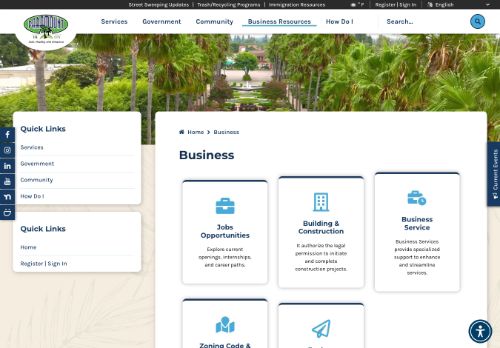 Street Sweeping Updates | Trash/Recycling Programs | Immigration Resources
°F
Register | Sign In
English
PARAMOUNT
Services
Government
Community
Business Resources
How Do I
Search...
Quick Links
Services
Government
Community
How Do I
Quick Links
Home
Register | Sign In
Home > Business
Business
Jobs
Opportunities
Explore current
openings, internships,
and career paths.
Building &
Construction
It authorize the legal
permission to initiate
and complete
construction projects.
Business
Service
Business Services
provide specialized
support to enhance
and streamline
services.
Zoning Code &
Current Events